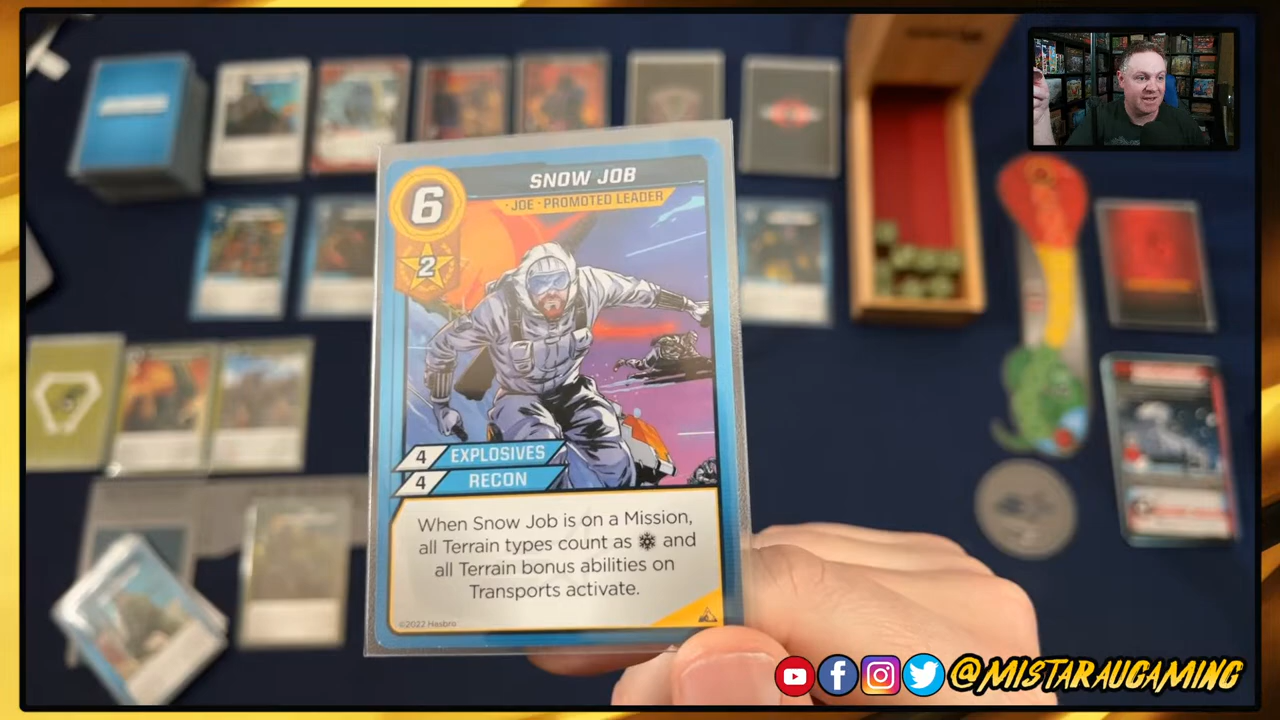 SNOW JOB
6
• JOE • PROMOTED LEADER
2
4 EXPLOSIVES
4 RECON
When Snow Job is on a Mission,
all Terrain types count as ❄ and
all Terrain bonus abilities on
Transports activate.
©2022 Hasbro
@MISTARAUGAMING